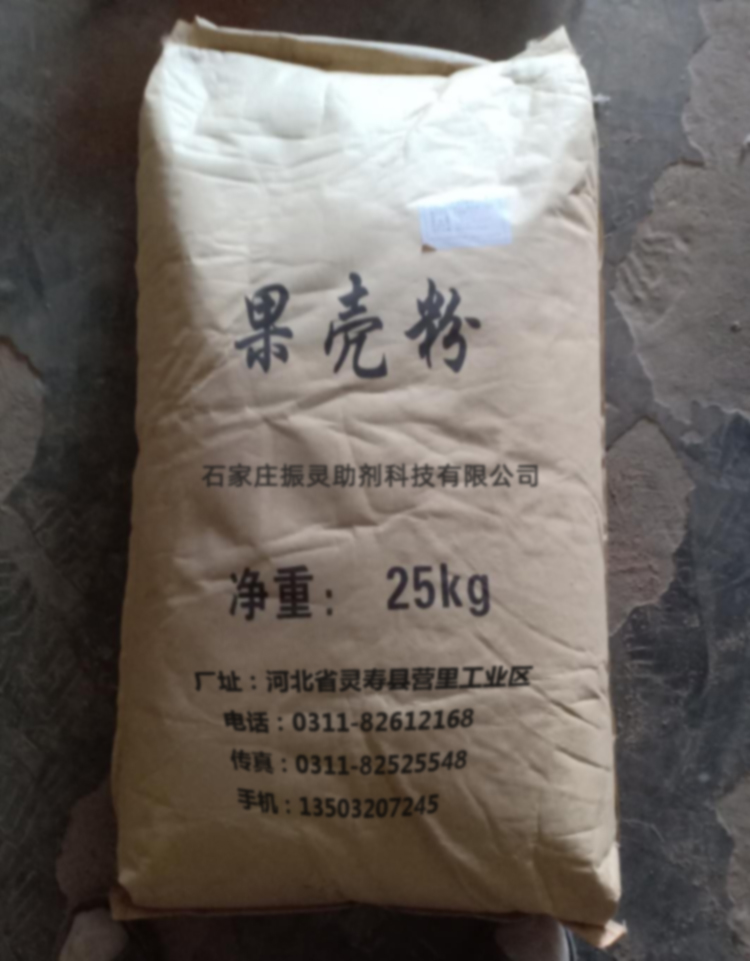 果壳粉
石家庄振灵助剂科技有限公司
净重： 25kg
厂址：河北省灵寿县营里工业区
电话：0311-82612168
传真：0311-82525548
手机：13503207245